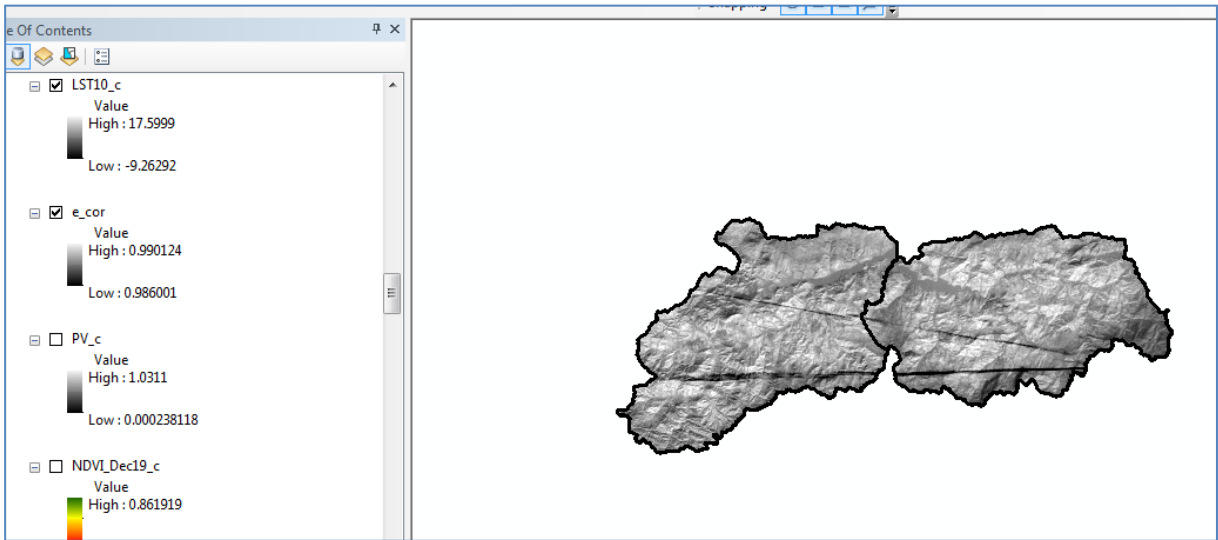 Snapping
e Of Contents
LST10_c
Value
High : 17.5999
Low : -9.26292
e_cor
Value
High : 0.990124
Low : 0.986001
PV_c
Value
High : 1.0311
Low : 0.000238118
NDVI_Dec19_c
Value
High : 0.861919